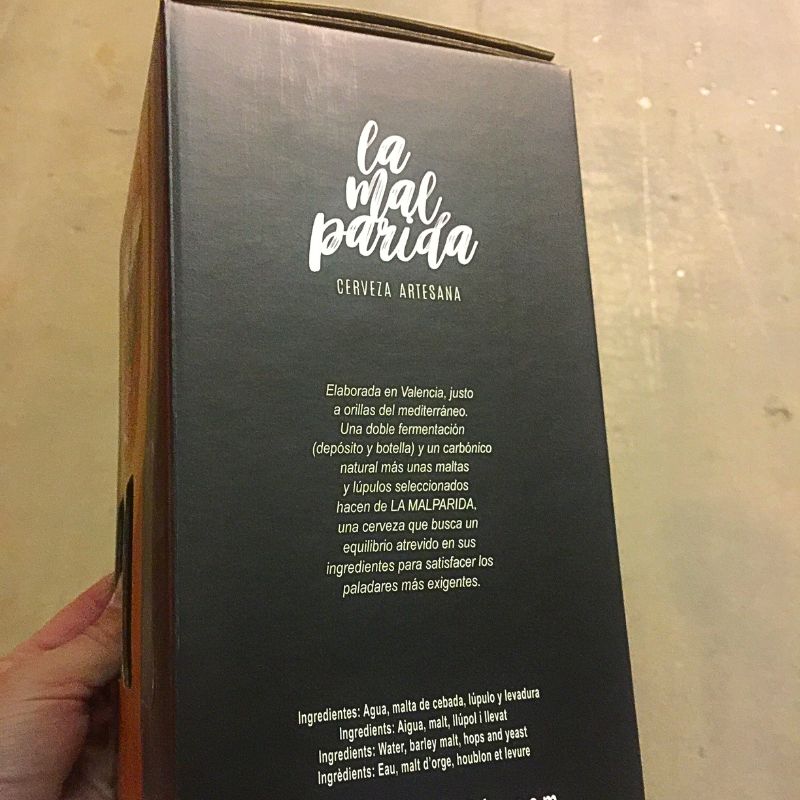 la
mal
parida
CERVEZA ARTESANA
Elaborada en Valencia, justo
a orillas del mediterráneo.
Una doble fermentación
(depósito y botella) y un carbónico
natural más unas maltas
y lúpulos seleccionados
hacen de LA MALPARIDA,
una cerveza que busca un
equilibrio atrevido en sus
ingredientes para satisfacer los
paladares más exigentes.
Ingredientes: Agua, malta de cebada, lúpulo y levadura
Ingredients: Aigua, malt, llúpol i llevat
Ingredients: Water, barley malt, hops and yeast
Ingrèdients: Eau, malt d'orge, houblon et levure